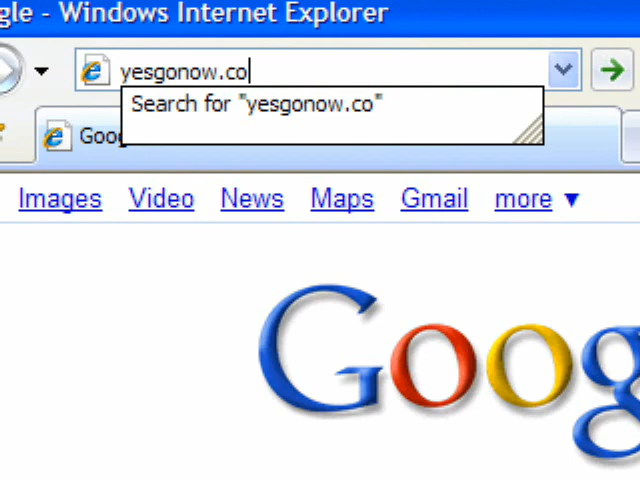 gle - Windows Internet Explorer
yesgonow.co
Search for "yesgonow.co"
Goo
Images Video News Maps Gmail more ▼
Goog